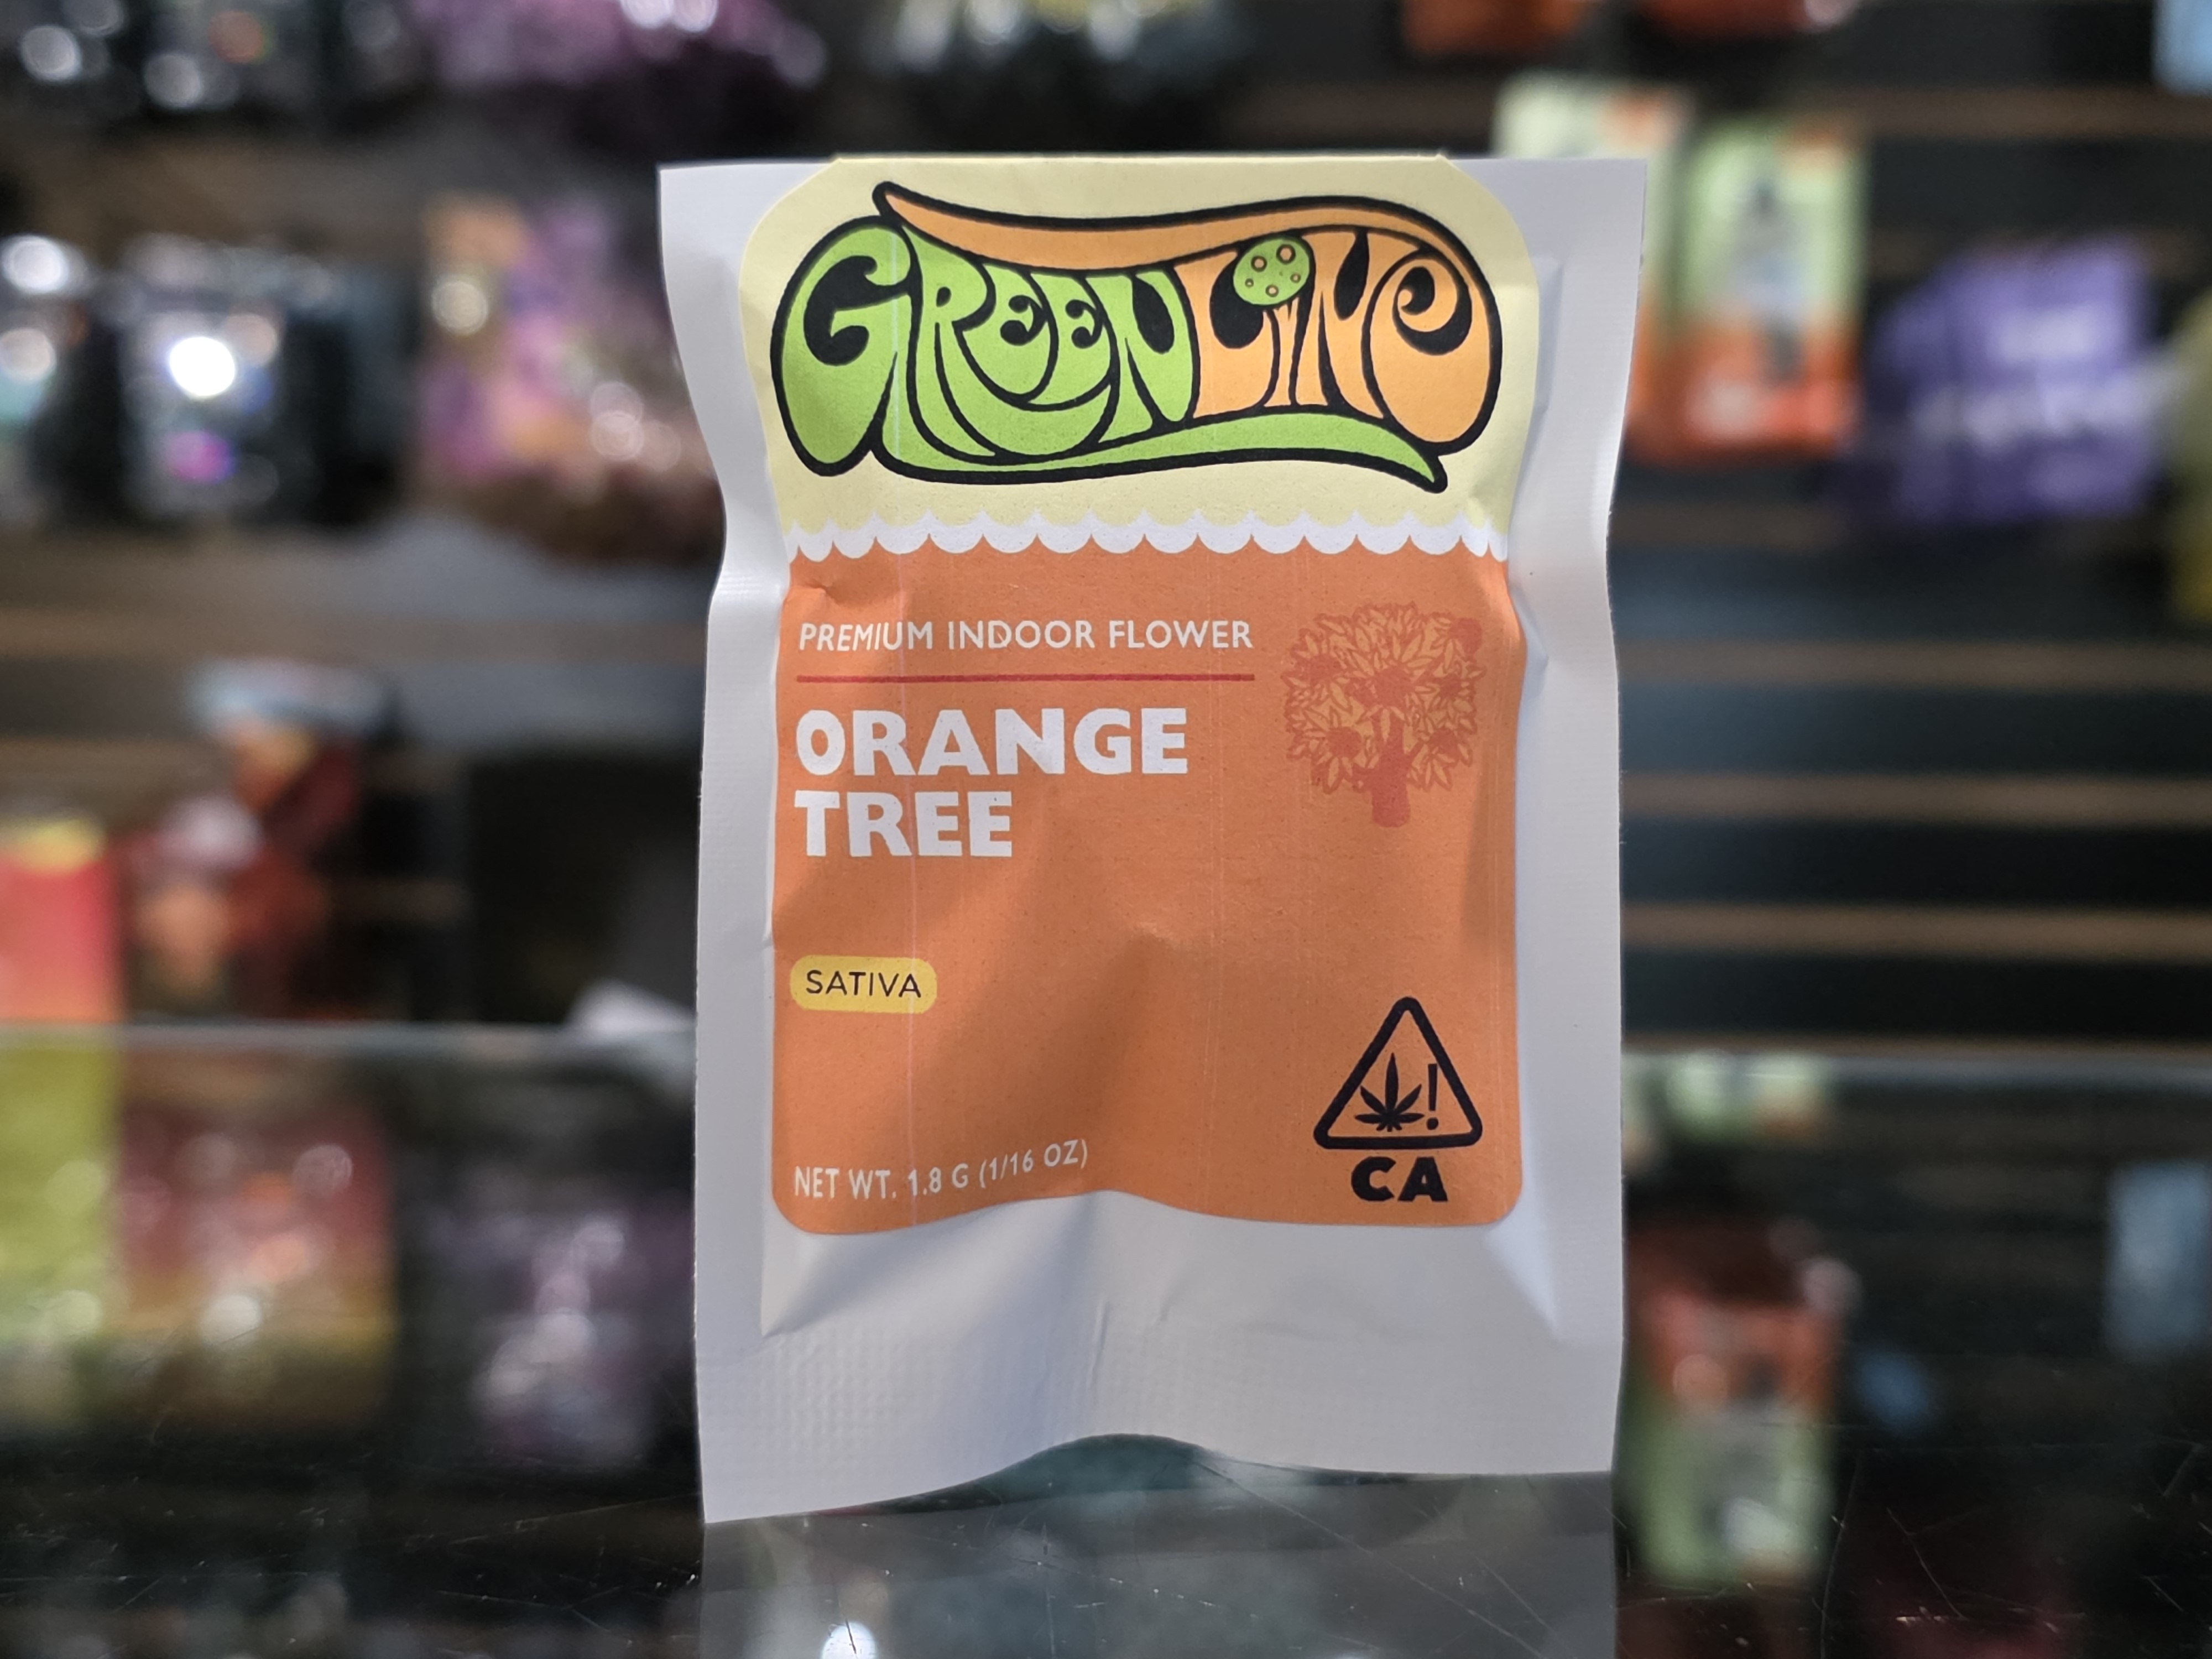 GREENLINE
PREMIUM INDOOR FLOWER
ORANGE
TREE
SATIVA
NET WT. 1.8 G (1/16 OZ)
!
CA